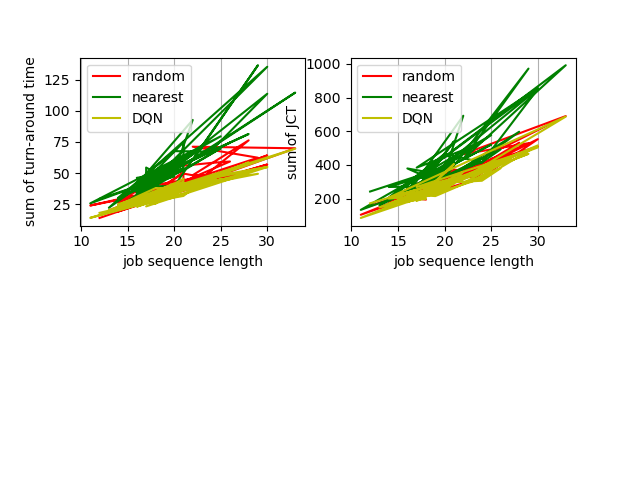 sum of turn-around time
125
100
75
50
25
random
nearest
DQN
10 15 20 25 30
job sequence length
sum of JCT
1000
800
600
400
200
random
nearest
DQN
10 15 20 25 30
job sequence length